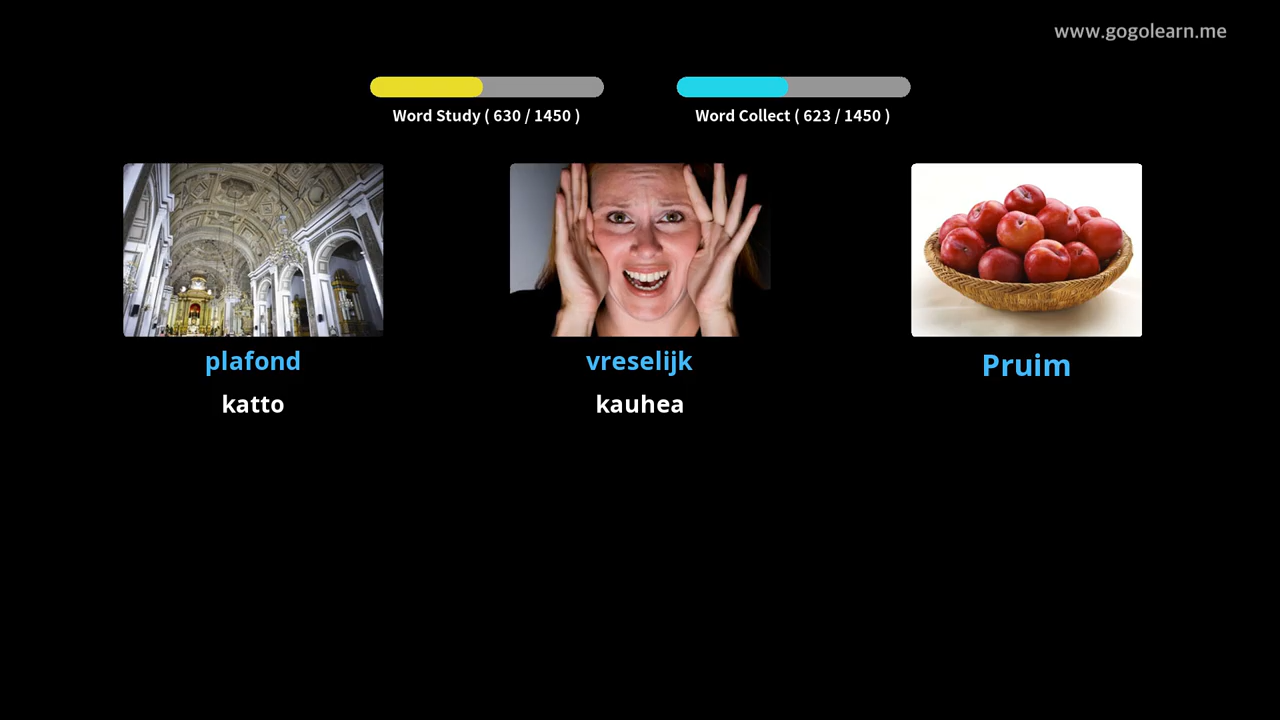 www.gogolearn.me
Word Study ( 630 / 1450 )
Word Collect ( 623 / 1450 )
plafond
vreselijk
Pruim
katto
kauhea